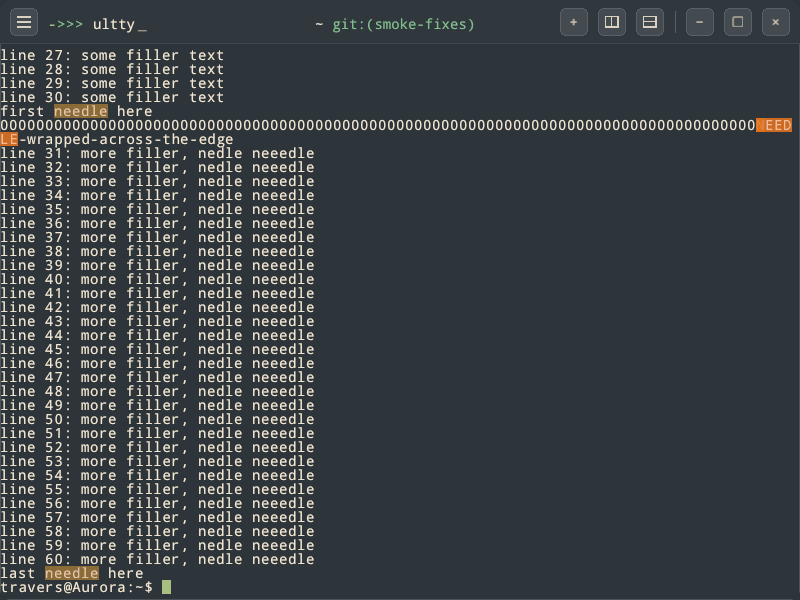 ->>> ultty_
~ git:(smoke-fixes)
line 27: some filler text
line 28: some filler text
line 29: some filler text
line 30: some filler text
first needle here
OOOOOOOOOOOOOOOOOOOOOOOOOOOOOOOOOOOOOOOOOOOOOOOOOOOOOOOOOOOOOOOOOOOOOOOOOOOOOOOOOOOO EED
LE-wrapped-across-the-edge
line 31: more filler, nedle neeedle
line 32: more filler, nedle neeedle
line 33: more filler, nedle neeedle
line 34: more filler, nedle neeedle
line 35: more filler, nedle neeedle
line 36: more filler, nedle neeedle
line 37: more filler, nedle neeedle
line 38: more filler, nedle neeedle
line 39: more filler, nedle neeedle
line 40: more filler, nedle neeedle
line 41: more filler, nedle neeedle
line 42: more filler, nedle neeedle
line 43: more filler, nedle neeedle
line 44: more filler, nedle neeedle
line 45: more filler, nedle neeedle
line 46: more filler, nedle neeedle
line 47: more filler, nedle neeedle
line 48: more filler, nedle neeedle
line 49: more filler, nedle neeedle
line 50: more filler, nedle neeedle
line 51: more filler, nedle neeedle
line 52: more filler, nedle neeedle
line 53: more filler, nedle neeedle
line 54: more filler, nedle neeedle
line 55: more filler, nedle neeedle
line 56: more filler, nedle neeedle
line 57: more filler, nedle neeedle
line 58: more filler, nedle neeedle
line 59: more filler, nedle neeedle
line 60: more filler, nedle neeedle
last needle here
travers@Aurora:~$